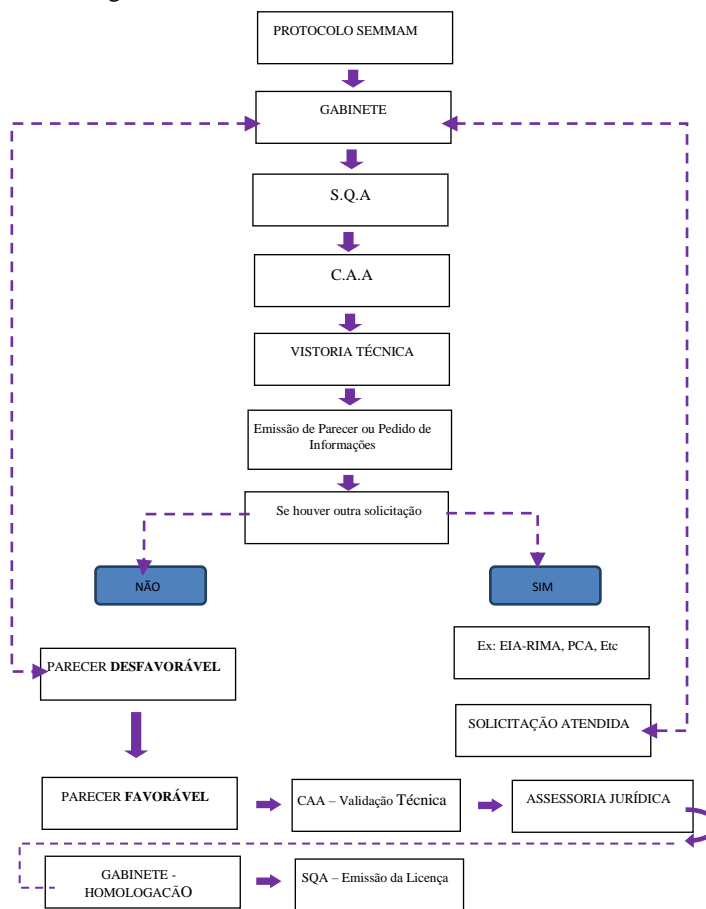 PROTOCOLO SEMMAM
GABINETE
S.Q.A
C.A.A
VISTORIA TÉCNICA
Emissão de Parecer ou Pedido de
Informações
Se houver outra solicitação
NÃO
SIM
Ex: EIA-RIMA, PCA, Etc
PARECER DESFAVORÁVEL
SOLICITAÇÃO ATENDIDA
PARECER FAVORÁVEL
CAA – Validação Técnica
ASSESSORIA JURÍDICA
GABINETE -
HOMOLOGACÃO
SQA – Emissão da Licença